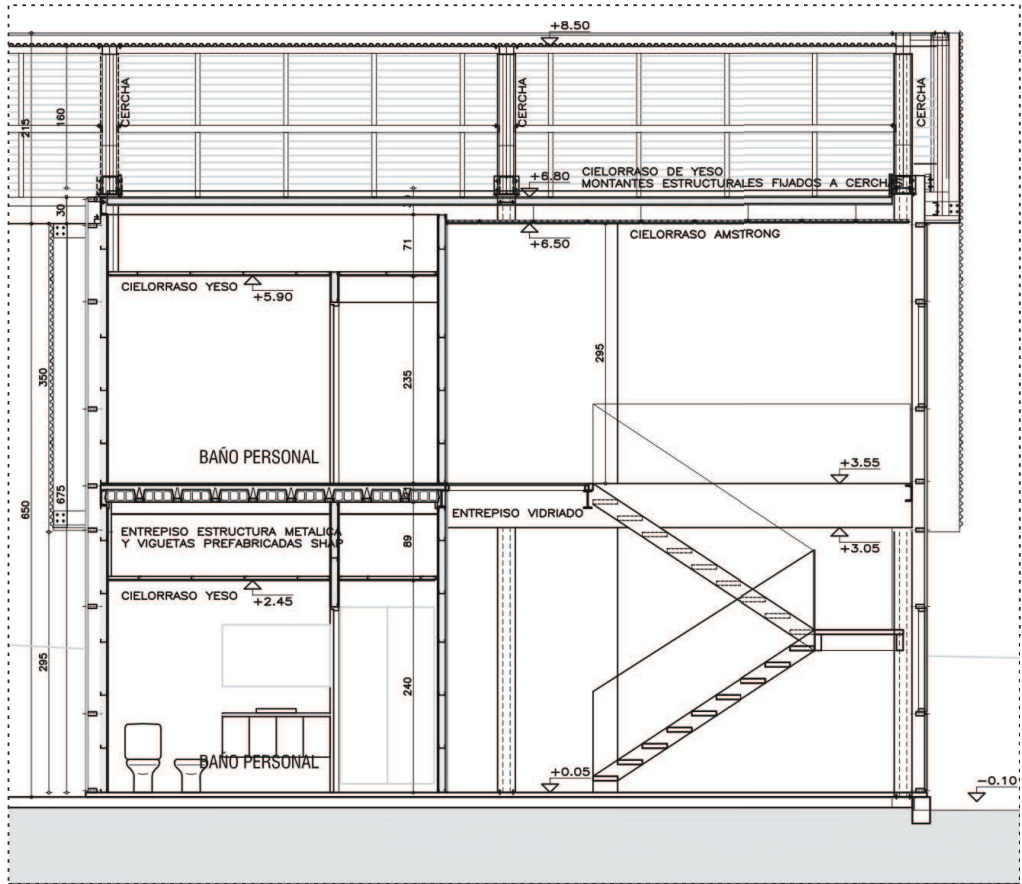 +8.50
CERCHA
CERCHA
CERCHA
215
160
+6.80
CIELORRASO DE YESO
MONTANTES ESTRUCTURALES FIJADOS A CERCHAS
30
+6.50
CIELORRASO AMSTRONG
71
CIELORRASO YESO
+5.90
295
350
235
BAÑO PERSONAL
+3.55
675
650
ENTREPISO VIDRIADO
ENTREPISO ESTRUCTURA METALICA
Y VIGUETAS PREFABRICADAS SHAP
89
+3.05
CIELORRASO YESO
+2.45
295
240
BAÑO PERSONAL
+0.05
-0.10